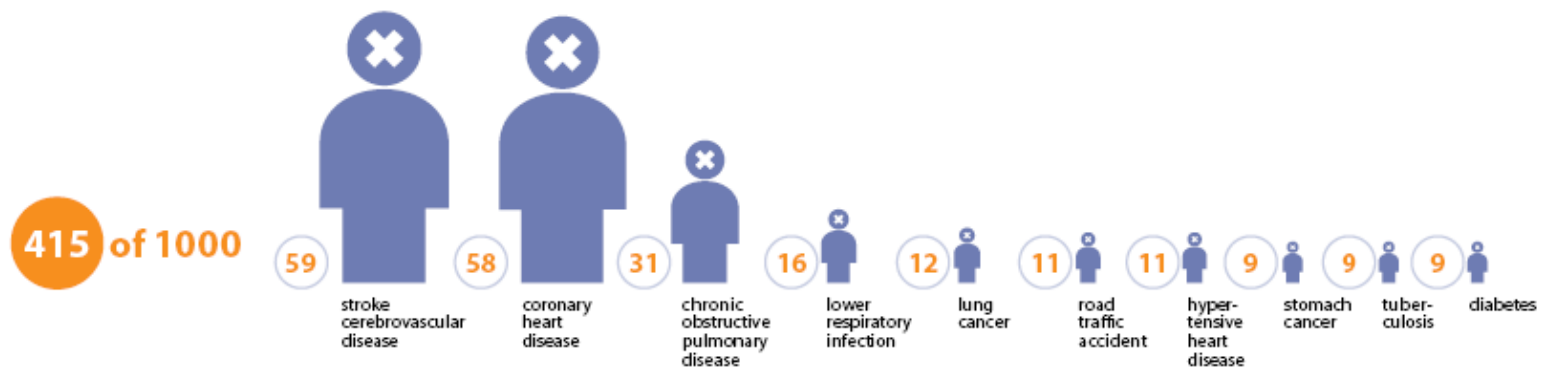 415 of 1000
59
stroke
cerebrovascular
disease
58
coronary
heart
disease
31
chronic
obstructive
pulmonary
disease
16
lower
respiratory
infection
12
lung
cancer
11
road
traffic
accident
11
hyper-
tensive
heart
disease
9
stomach
cancer
9
tuber-
culosis
9
diabetes